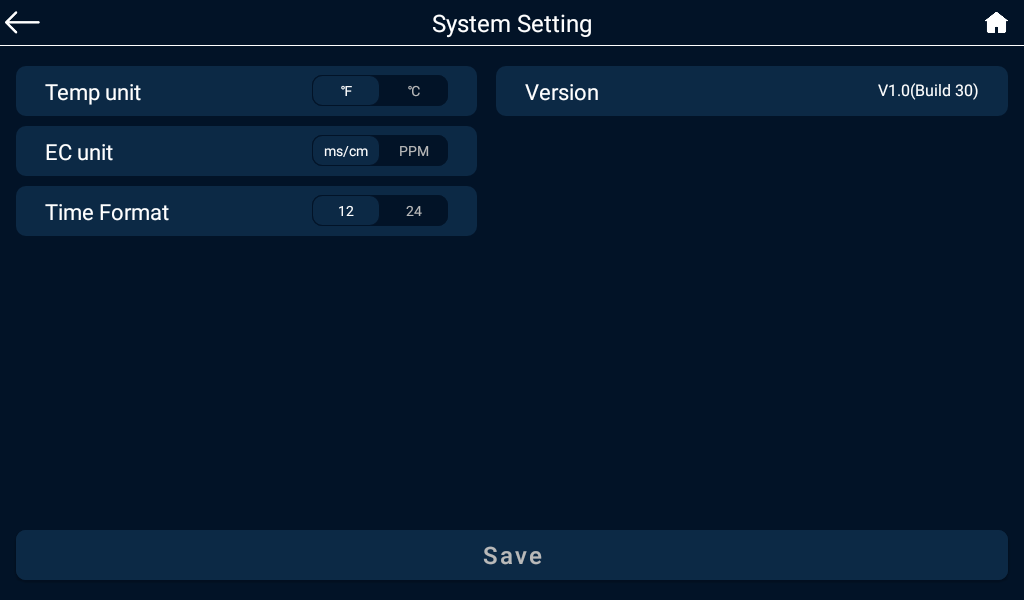 System Setting
Temp unit ℉ ℃
EC unit ms/cm PPM
Time Format 12 24
Version V1.0(Build 30)
Save